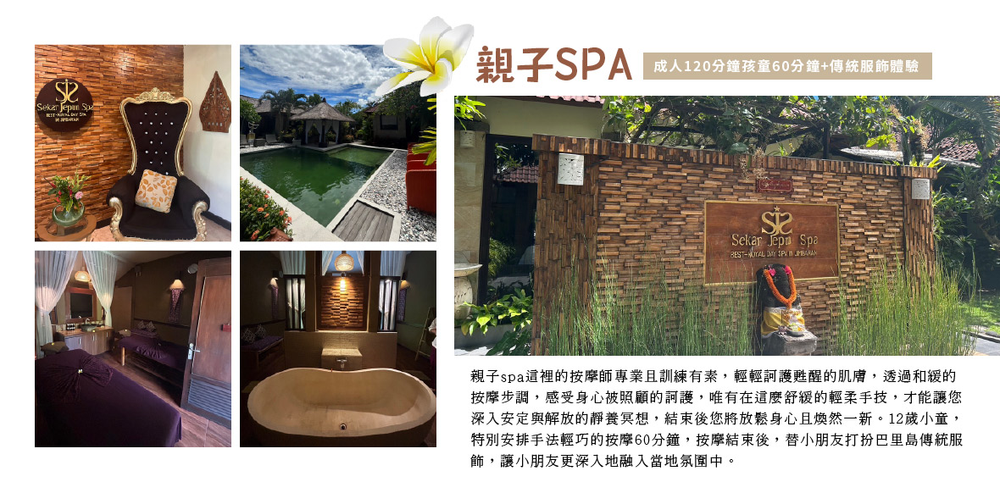 親子SPA
成人120分鐘孩童60分鐘+傳統服飾體驗
Sekar Jepun Spa
BEST-ROYAL DAY SPA
IN JIMBARAN
Sekar Jepun Spa
BEST-ROYAL DAY SPA IN JIMBARAN
親子spa這裡的按摩師專業且訓練有素，輕輕訶護甦醒的肌膚，透過和緩的
按摩步調，感受身心被照顧的訶護，唯有在這麼舒緩的輕柔手技，才能讓您
深入安定與解放的靜養冥想，結束後您將放鬆身心且煥然一新。12歲小童，
特別安排手法輕巧的按摩60分鐘，按摩結束後，替小朋友打扮巴里島傳統服
飾，讓小朋友更深入地融入當地氛圍中。